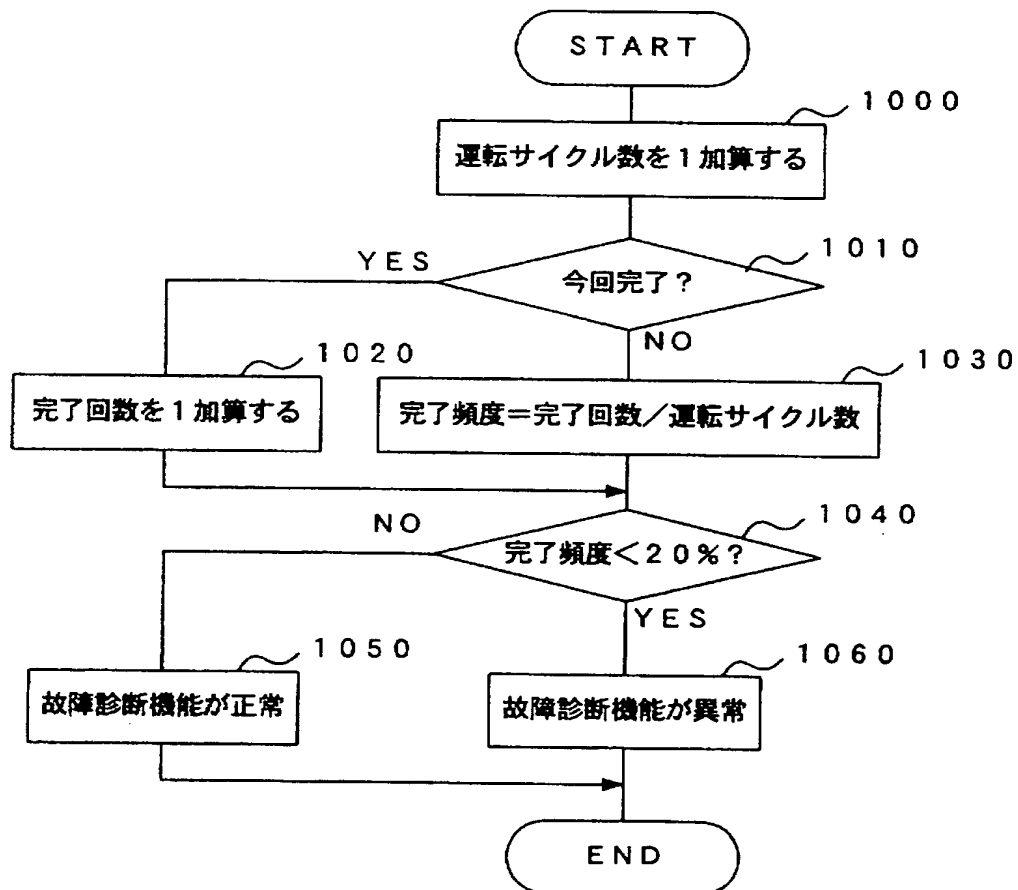 START
1000
運転サイクル数を1加算する
1010
YES
今回完了?
NO
1020
1030
完了回数を1加算する
完了頻度=完了回数/運転サイクル数
1040
NO
完了頻度<20%?
YES
1050
1060
故障診断機能が正常
故障診断機能が異常
END